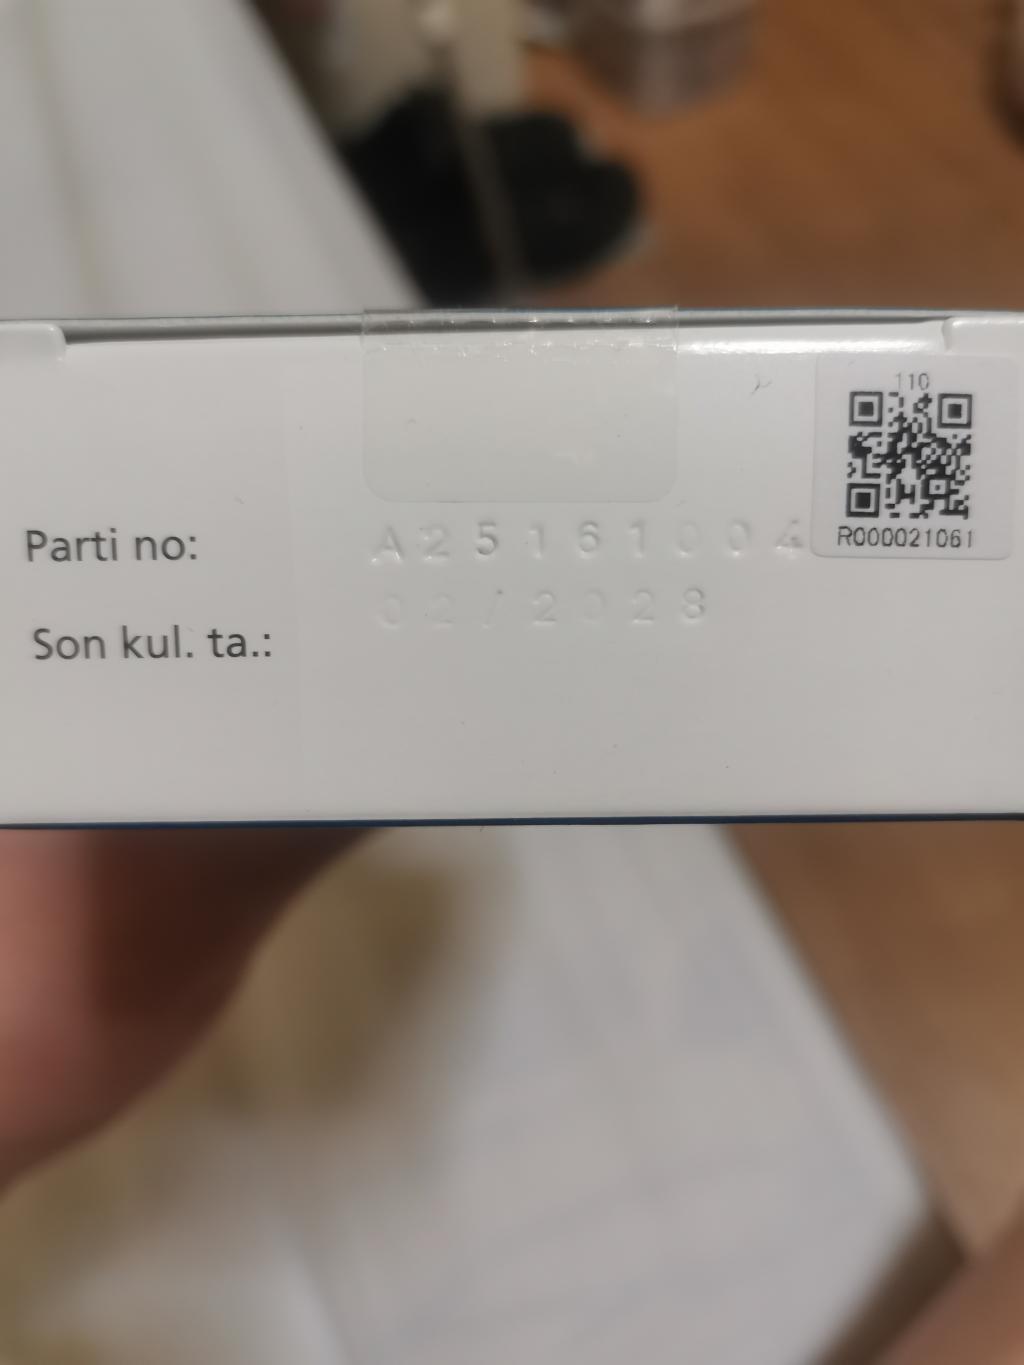 110
R000021061
Parti no: A25161004
Son kul. ta.: 02/2028